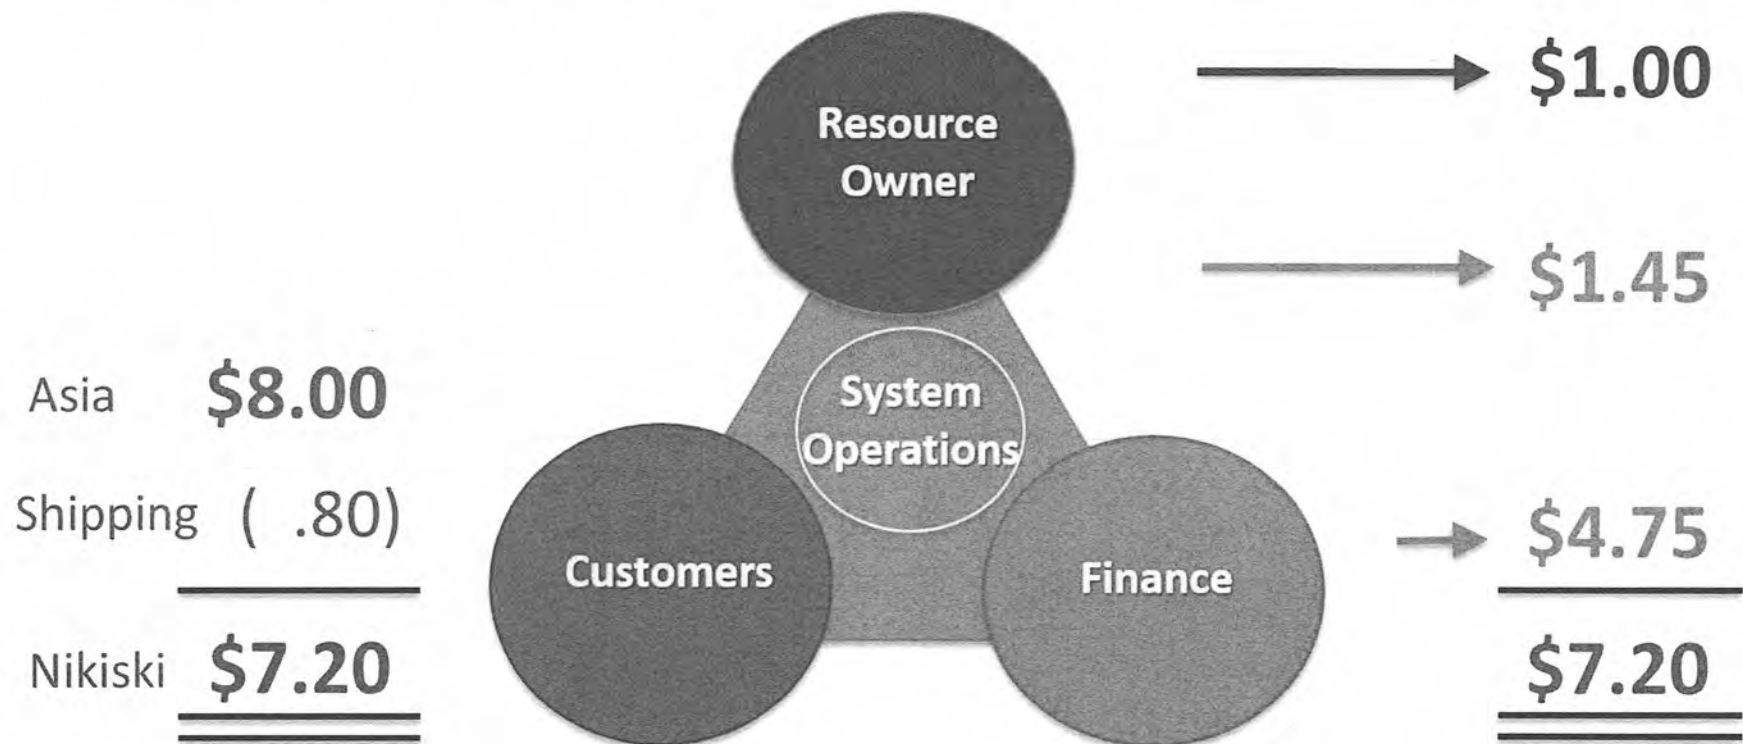 Resource
Owner
$1.00
$1.45
System
Operations
Asia $8.00
Shipping ( .80)
Customers
Finance
$4.75
Nikiski $7.20
$7.20